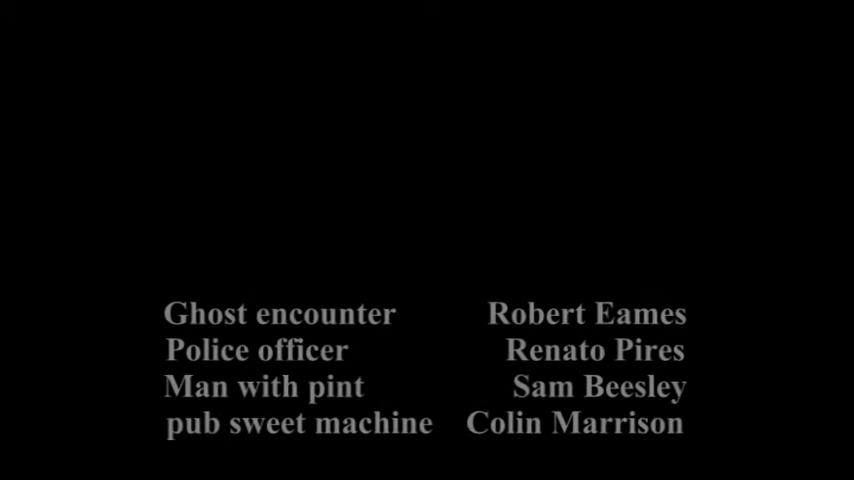 Ghost encounter Robert Eames
Police officer Renato Pires
Man with pint Sam Beesley
pub sweet machine Colin Marrison